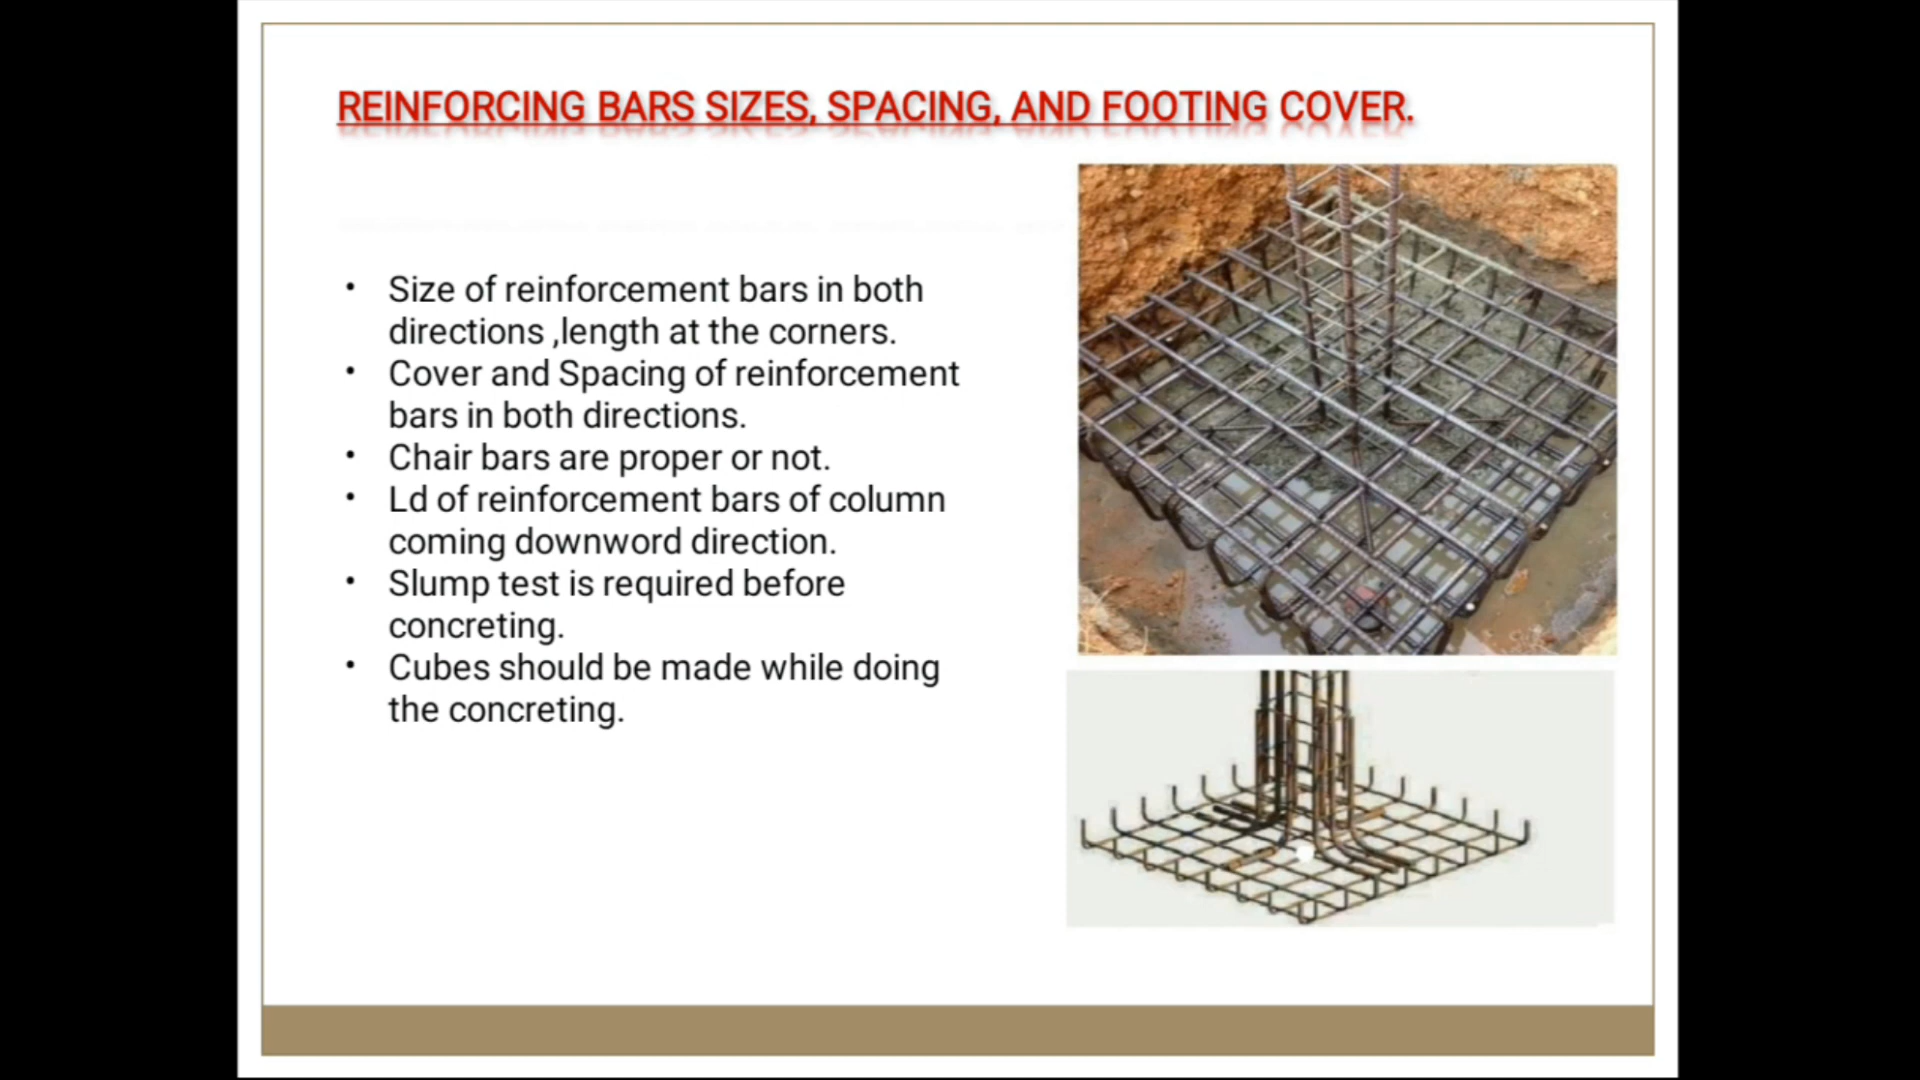 REINFORCING BARS SIZES, SPACING, AND FOOTING COVER.
• Size of reinforcement bars in both
directions ,length at the corners.
• Cover and Spacing of reinforcement
bars in both directions.
• Chair bars are proper or not.
• Ld of reinforcement bars of column
coming downword direction.
• Slump test is required before
concreting.
• Cubes should be made while doing
the concreting.